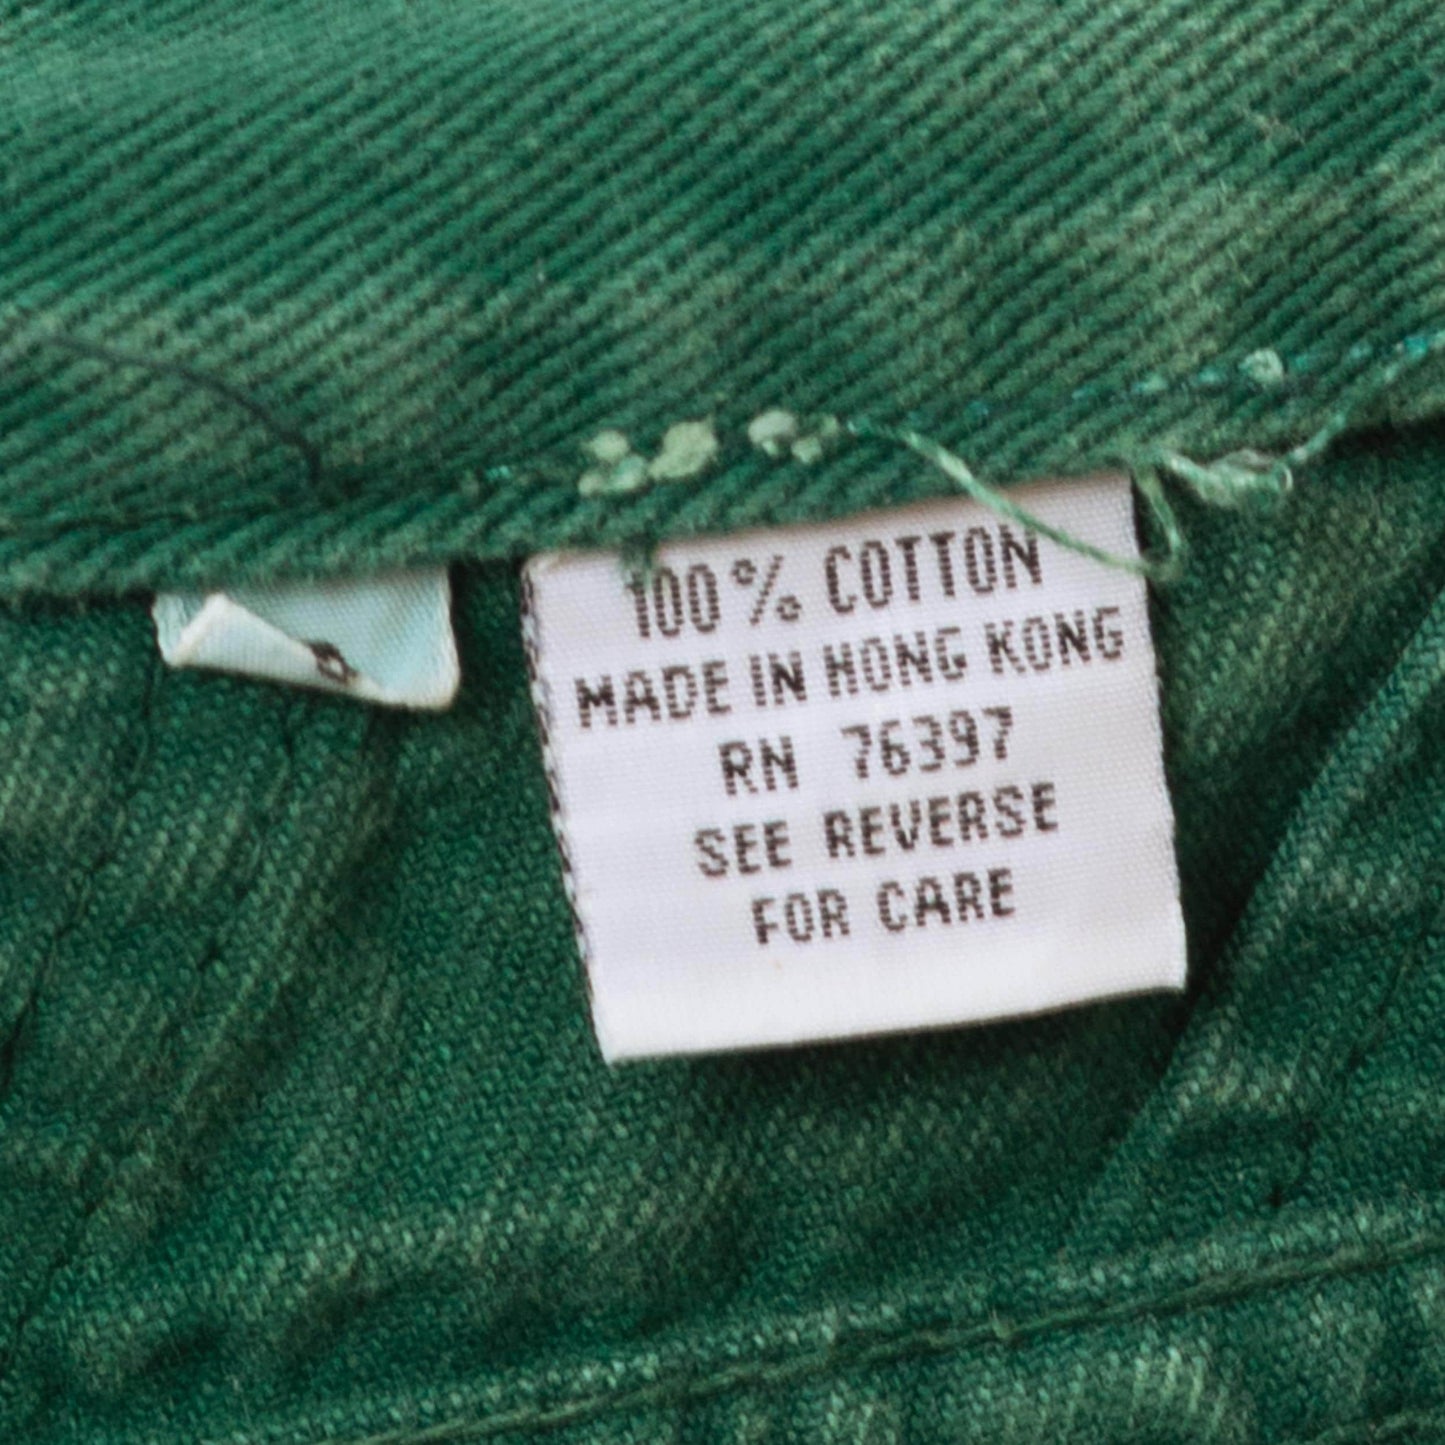 100% COTTON
MADE IN HONG KONG
RN 76397
SEE REVERSE
FOR CARE